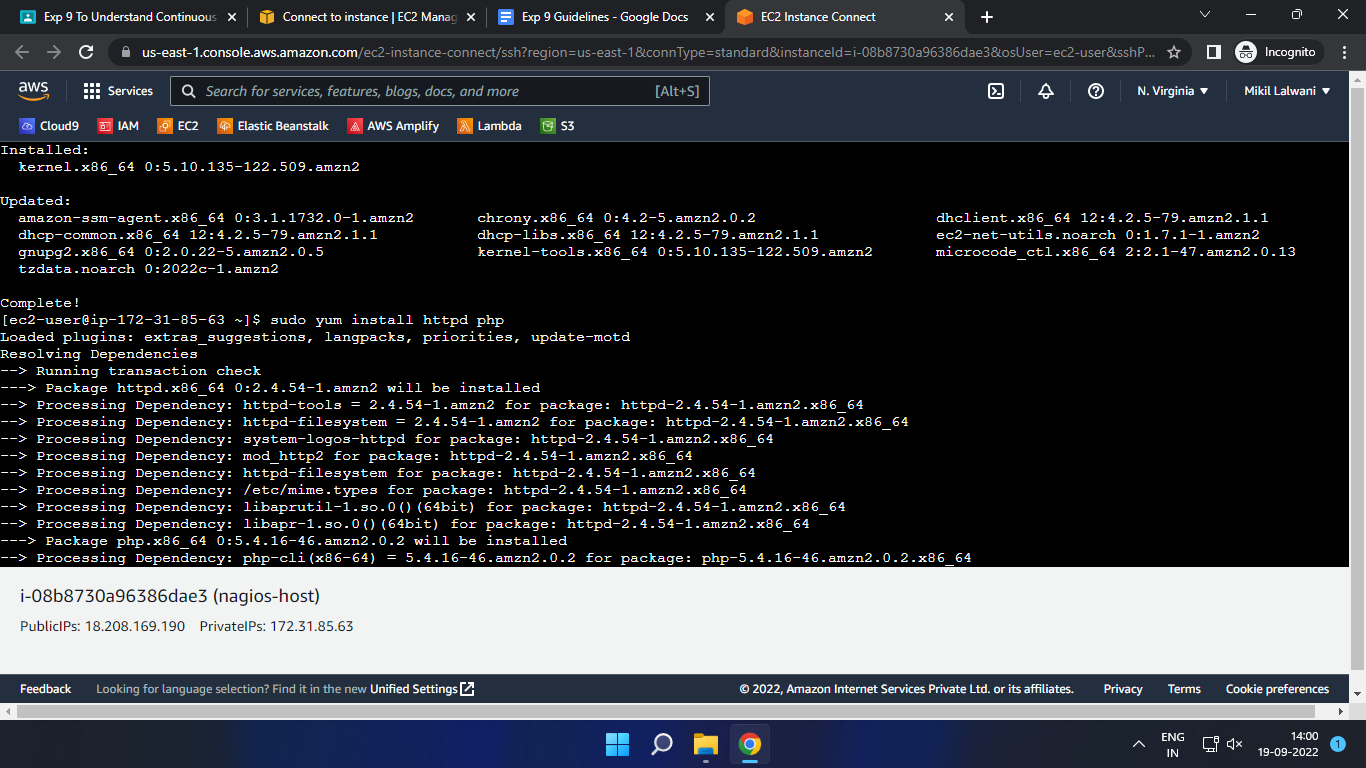 Exp 9 To Understand Continuous
Connect to instance | EC2 Manag
Exp 9 Guidelines - Google Docs
EC2 Instance Connect
us-east-1.console.aws.amazon.com/ec2-instance-connect/ssh?region=us-east-1&connType=standard&instanceId=i-08b8730a96386dae3&osUser=ec2-user&sshP...
Incognito
aws
Services
Search for services, features, blogs, docs, and more
[Alt+S]
N. Virginia
Mikil Lalwani
Cloud9
IAM
EC2
Elastic Beanstalk
AWS Amplify
Lambda
S3
Installed:
kernel.x86_64 0:5.10.135-122.509.amzn2
Updated:
amazon-ssm-agent.x86_64 0:3.1.1732.0-1.amzn2 chrony.x86_64 0:4.2-5.amzn2.0.2 dhclient.x86_64 12:4.2.5-79.amzn2.1.1
dhcp-common.x86_64 12:4.2.5-79.amzn2.1.1 dhcp-libs.x86_64 12:4.2.5-79.amzn2.1.1 ec2-net-utils.noarch 0:1.7.1-1.amzn2
gnupg2.x86_64 0:2.0.22-5.amzn2.0.5 kernel-tools.x86_64 0:5.10.135-122.509.amzn2 microcode_ctl.x86_64 2:2.1-47.amzn2.0.13
tzdata.noarch 0:2022c-1.amzn2
Complete!
[ec2-user@ip-172-31-85-63 ~]$ sudo yum install httpd php
Loaded plugins: extras_suggestions, langpacks, priorities, update-motd
Resolving Dependencies
--> Running transaction check
---> Package httpd.x86_64 0:2.4.54-1.amzn2 will be installed
--> Processing Dependency: httpd-tools = 2.4.54-1.amzn2 for package: httpd-2.4.54-1.amzn2.x86_64
--> Processing Dependency: httpd-filesystem = 2.4.54-1.amzn2 for package: httpd-2.4.54-1.amzn2.x86_64
--> Processing Dependency: system-logos-httpd for package: httpd-2.4.54-1.amzn2.x86_64
--> Processing Dependency: mod_http2 for package: httpd-2.4.54-1.amzn2.x86_64
--> Processing Dependency: httpd-filesystem for package: httpd-2.4.54-1.amzn2.x86_64
--> Processing Dependency: /etc/mime.types for package: httpd-2.4.54-1.amzn2.x86_64
--> Processing Dependency: libaprutil-1.so.0()(64bit) for package: httpd-2.4.54-1.amzn2.x86_64
--> Processing Dependency: libapr-1.so.0()(64bit) for package: httpd-2.4.54-1.amzn2.x86_64
---> Package php.x86_64 0:5.4.16-46.amzn2.0.2 will be installed
--> Processing Dependency: php-cli(x86-64) = 5.4.16-46.amzn2.0.2 for package: php-5.4.16-46.amzn2.0.2.x86_64
i-08b8730a96386dae3 (nagios-host)
PublicIPs: 18.208.169.190 PrivateIPs: 172.31.85.63
Feedback
Looking for language selection? Find it in the new Unified Settings
© 2022, Amazon Internet Services Private Ltd. or its affiliates.
Privacy
Terms
Cookie preferences
ENG
IN
14:00
19-09-2022
1